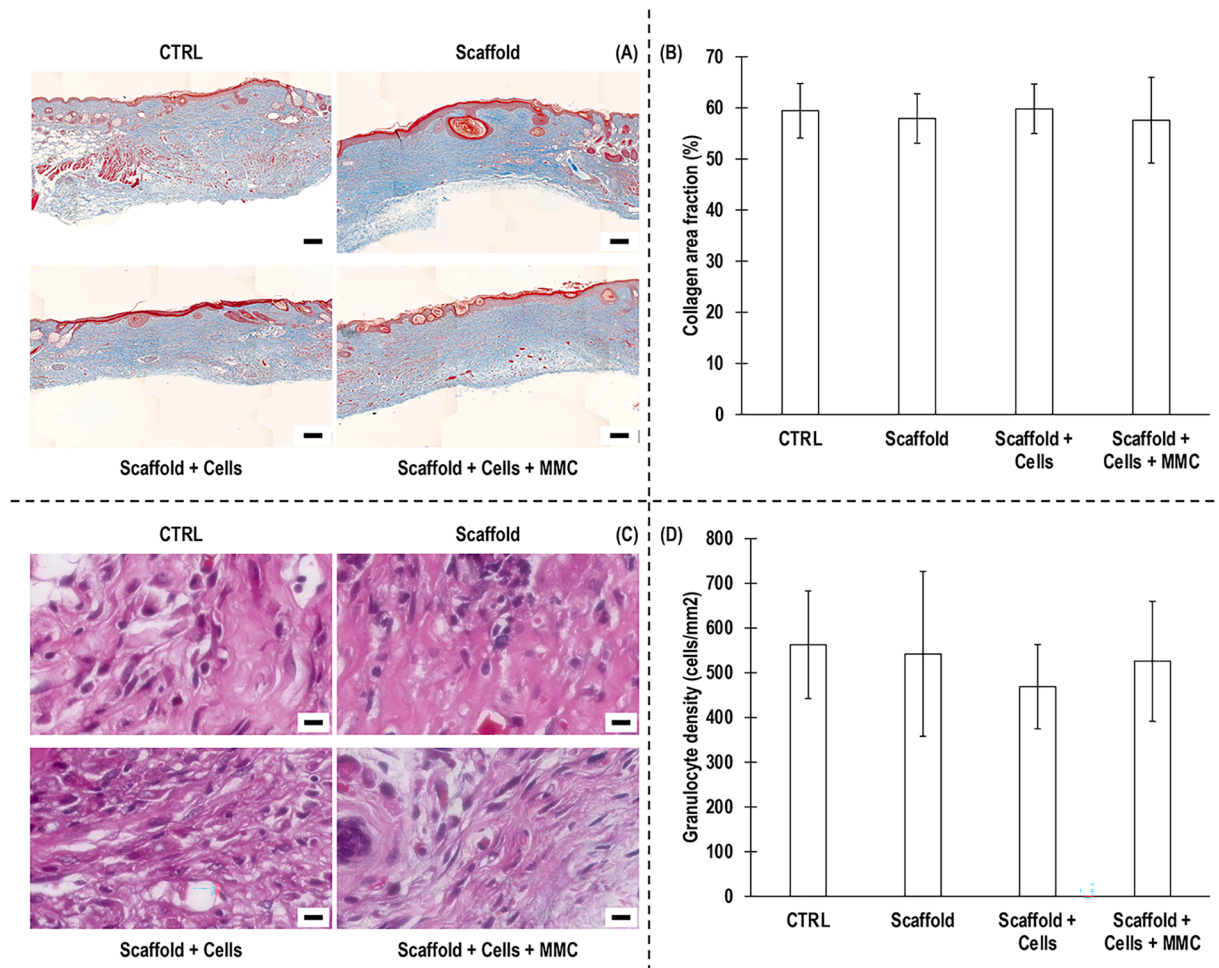 CTRL
Scaffold
(A)
Scaffold + Cells
Scaffold + Cells + MMC
(B)
Collagen area fraction (%)
70
60
50
40
30
20
10
0
CTRL
Scaffold
Scaffold +
Cells
Scaffold +
Cells + MMC
CTRL
Scaffold
(C)
Scaffold + Cells
Scaffold + Cells + MMC
(D)
Granulocyte density (cells/mm2)
800
700
600
500
400
300
200
100
0
CTRL
Scaffold
Scaffold +
Cells
Scaffold +
Cells + MMC